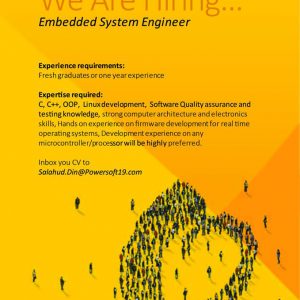 We Are Hiring...
Embedded System Engineer
Experience requirements:
Fresh graduates or one year experience
Expertise required:
C, C++, OOP, Linux development, Software Quality assurance and
testing knowledge, strong computer architecture and electronics
skills, Hands on experience on firmware development for real time
operating systems, Development experience on any
microcontroller/processor will be highly preferred.
Inbox you CV to
Salahud.Din@Powersoft19.com